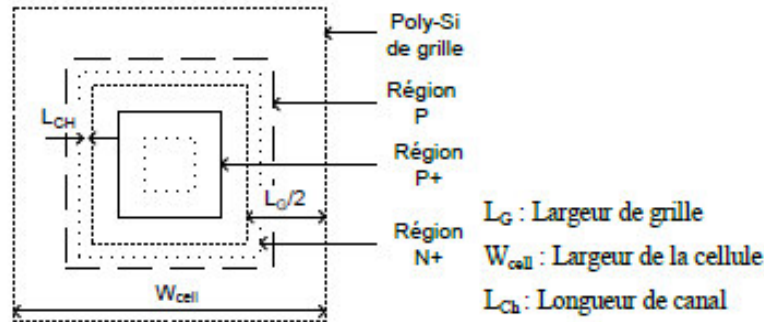 Poly-Si
de grille
Région
P
L_CH
Région
P+
L_G/2
Région
N+
W_cell
L_G : Largeur de grille
W_cell : Largeur de la cellule
L_Ch : Longueur de canal